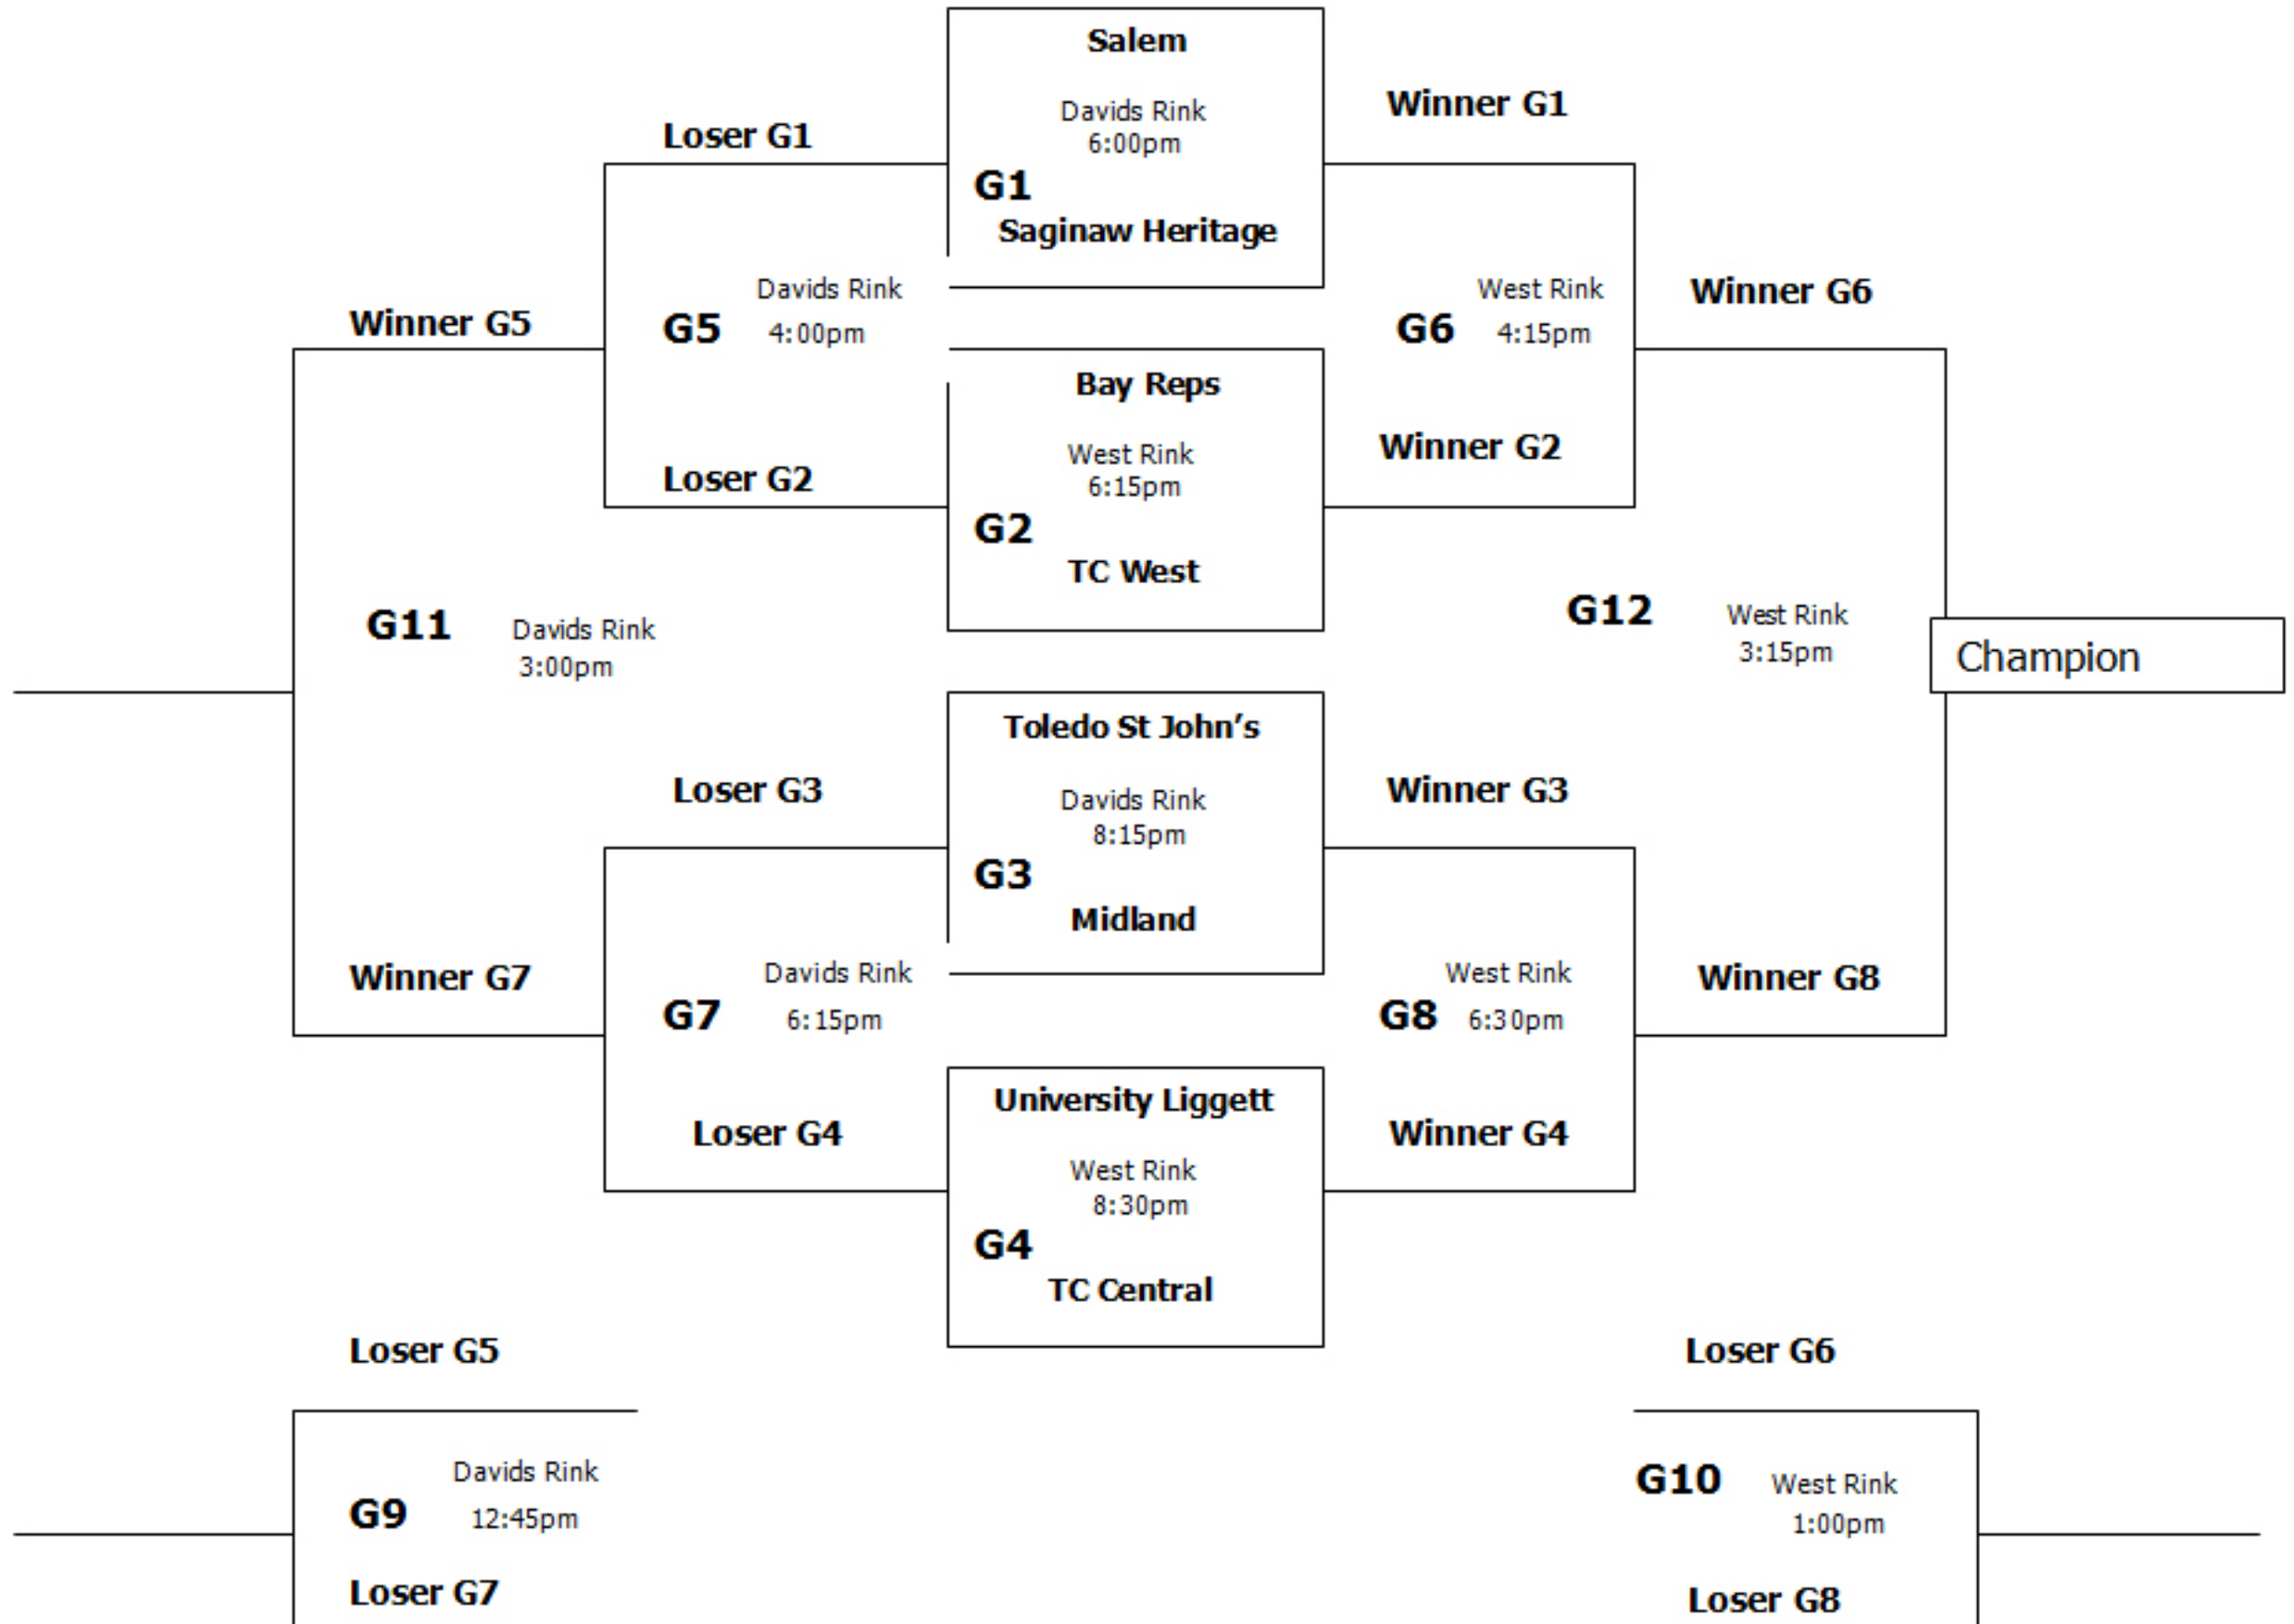 Salem
Davids Rink
6:00pm
G1
Saginaw Heritage
Loser G1
Winner G1
Winner G5
G5
Davids Rink
4:00pm
Loser G2
Bay Reps
West Rink
6:15pm
G2
TC West
G6
West Rink
4:15pm
Winner G2
Winner G6
G11
Davids Rink
3:00pm
G12
West Rink
3:15pm
Champion
Toledo St John’s
Davids Rink
8:15pm
G3
Midland
Loser G3
Winner G3
Winner G7
G7
Davids Rink
6:15pm
Loser G4
University Liggett
West Rink
8:30pm
G4
TC Central
G8
West Rink
6:30pm
Winner G4
Winner G8
Loser G5
G9
Davids Rink
12:45pm
Loser G7
Loser G6
G10
West Rink
1:00pm
Loser G8